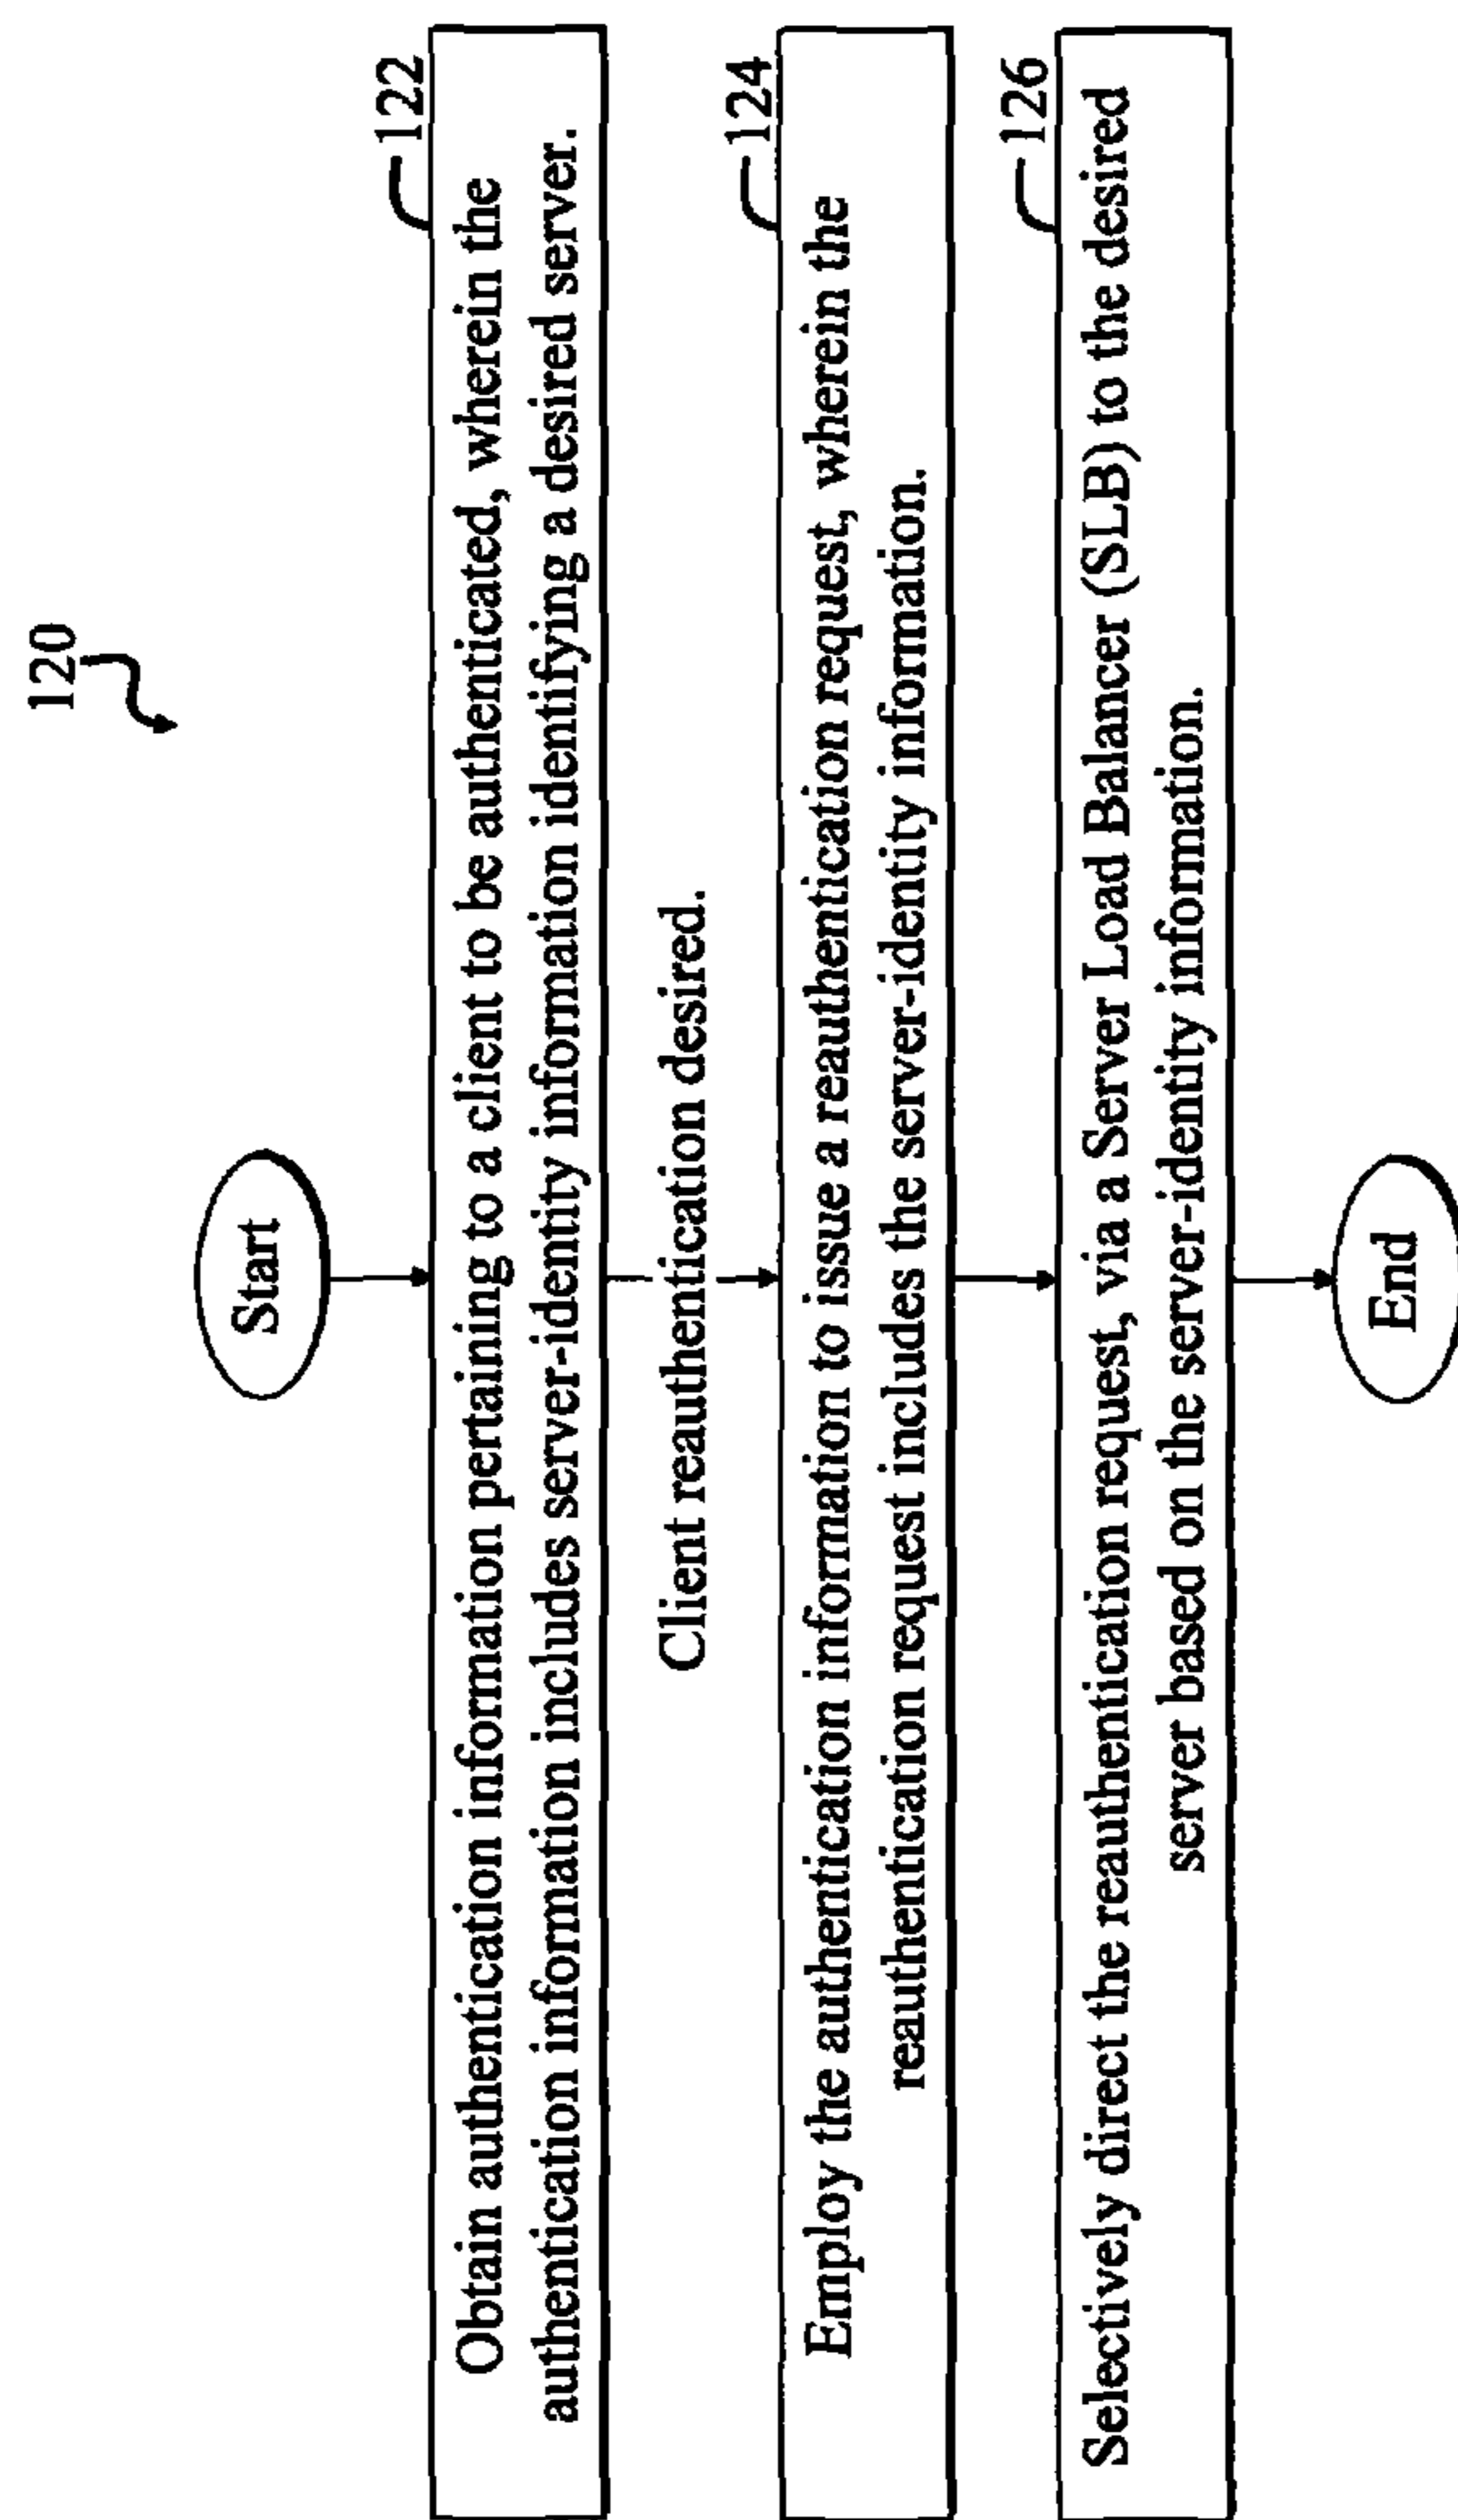 120
Start
122
Obtain authentication information pertaining to a client to be authenticated, wherein the
authentication information includes server-identity information identifying a desired server.
Client reauthentication desired.
124
Employ the authentication information to issue a reauthentication request, wherein the
reauthentication request includes the server-identity information.
126
Selectively direct the reauthentication request, via a Server Load Balancer (SLB) to the desired
server based on the server-identity information.
End